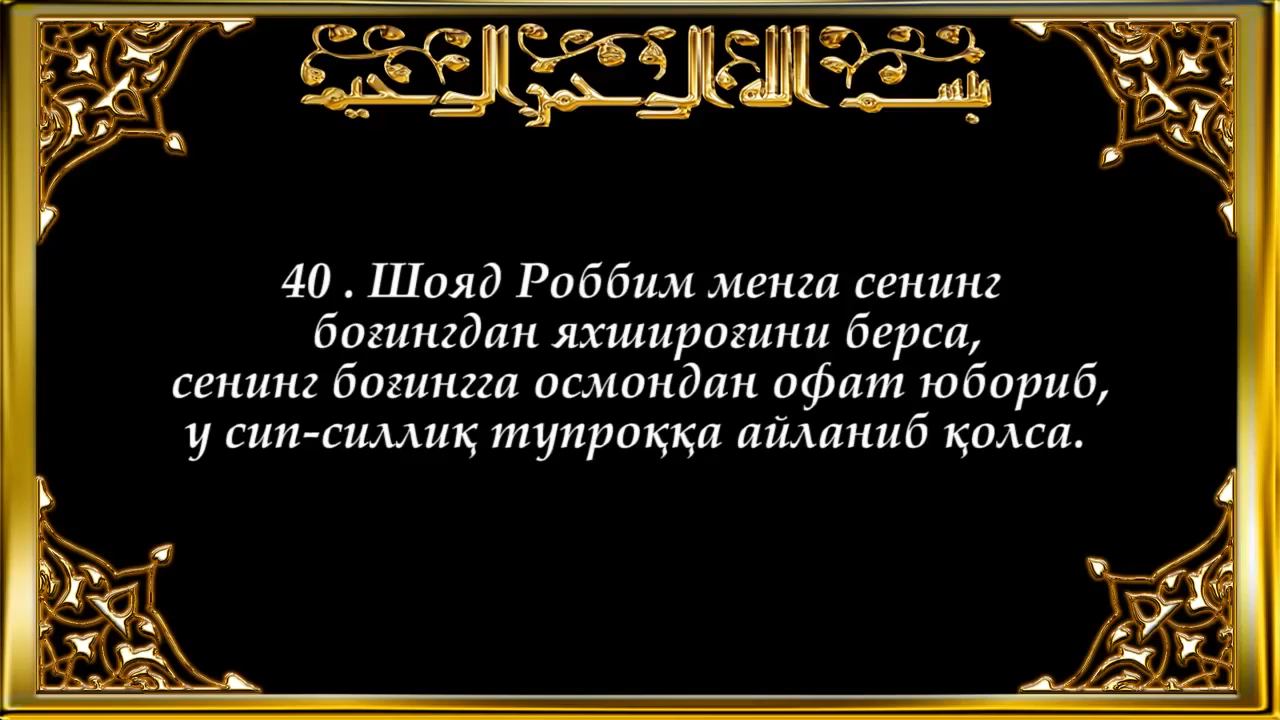 بسم الله الرحمن الرحيم
40 . Шояд Роббим менга сенинг
боғингдан яхшироғини берса,
сенинг боғингга осмондан офат юбориб,
у сип-силлиқ тупроққа айланиб қолса.